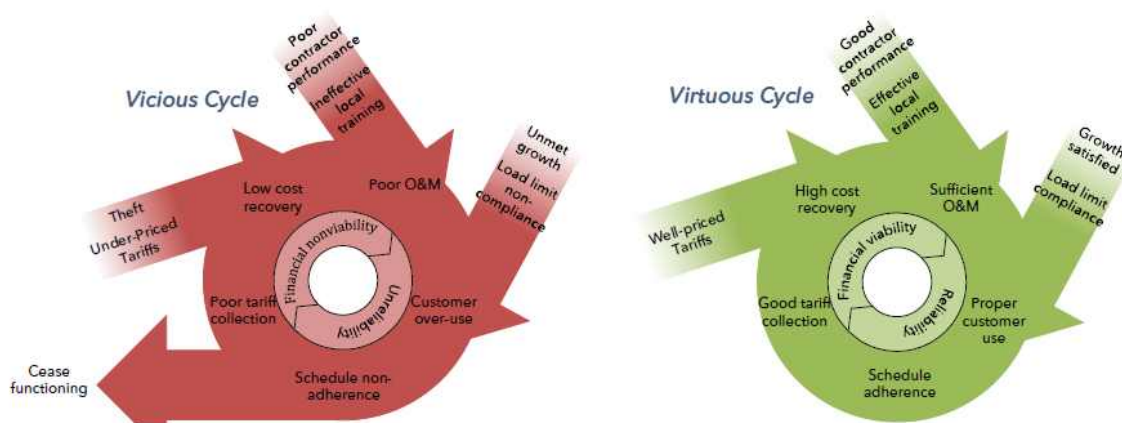 Vicious Cycle
Poor
contractor
performance
Ineffective
local
training
Unmet
growth
Load limit
non-
compliance
Theft
Under-Priced
Tariffs
Low cost
recovery
Poor O&M
Financial nonviability
Unreliability
Poor tariff
collection
Customer
over-use
Schedule non-
adherence
Cease
functioning
Virtuous Cycle
Good
contractor
performance
Effective
local
training
Growth
satisfied
Load limit
compliance
Well-priced
Tariffs
High cost
recovery
Sufficient
O&M
Financial viability
Reliability
Good tariff
collection
Proper
customer
use
Schedule
adherence